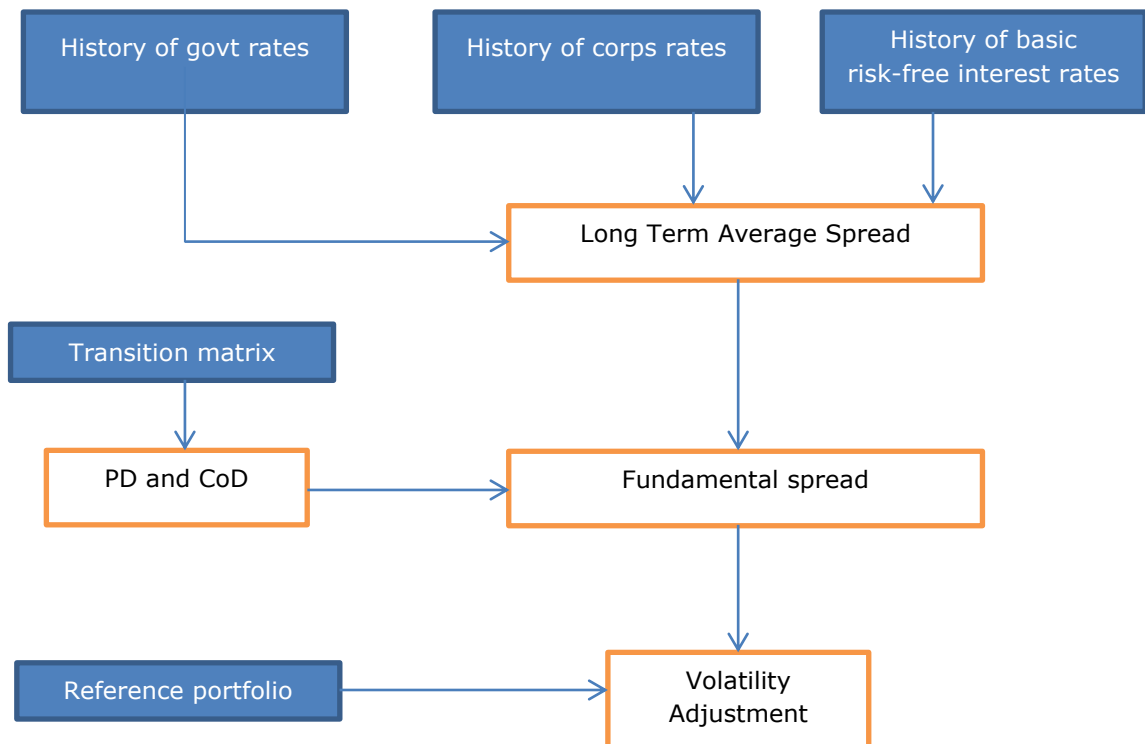 History of govt rates
History of corps rates
History of basic
risk-free interest rates
Long Term Average Spread
Transition matrix
PD and CoD
Fundamental spread
Reference portfolio
Volatility
Adjustment